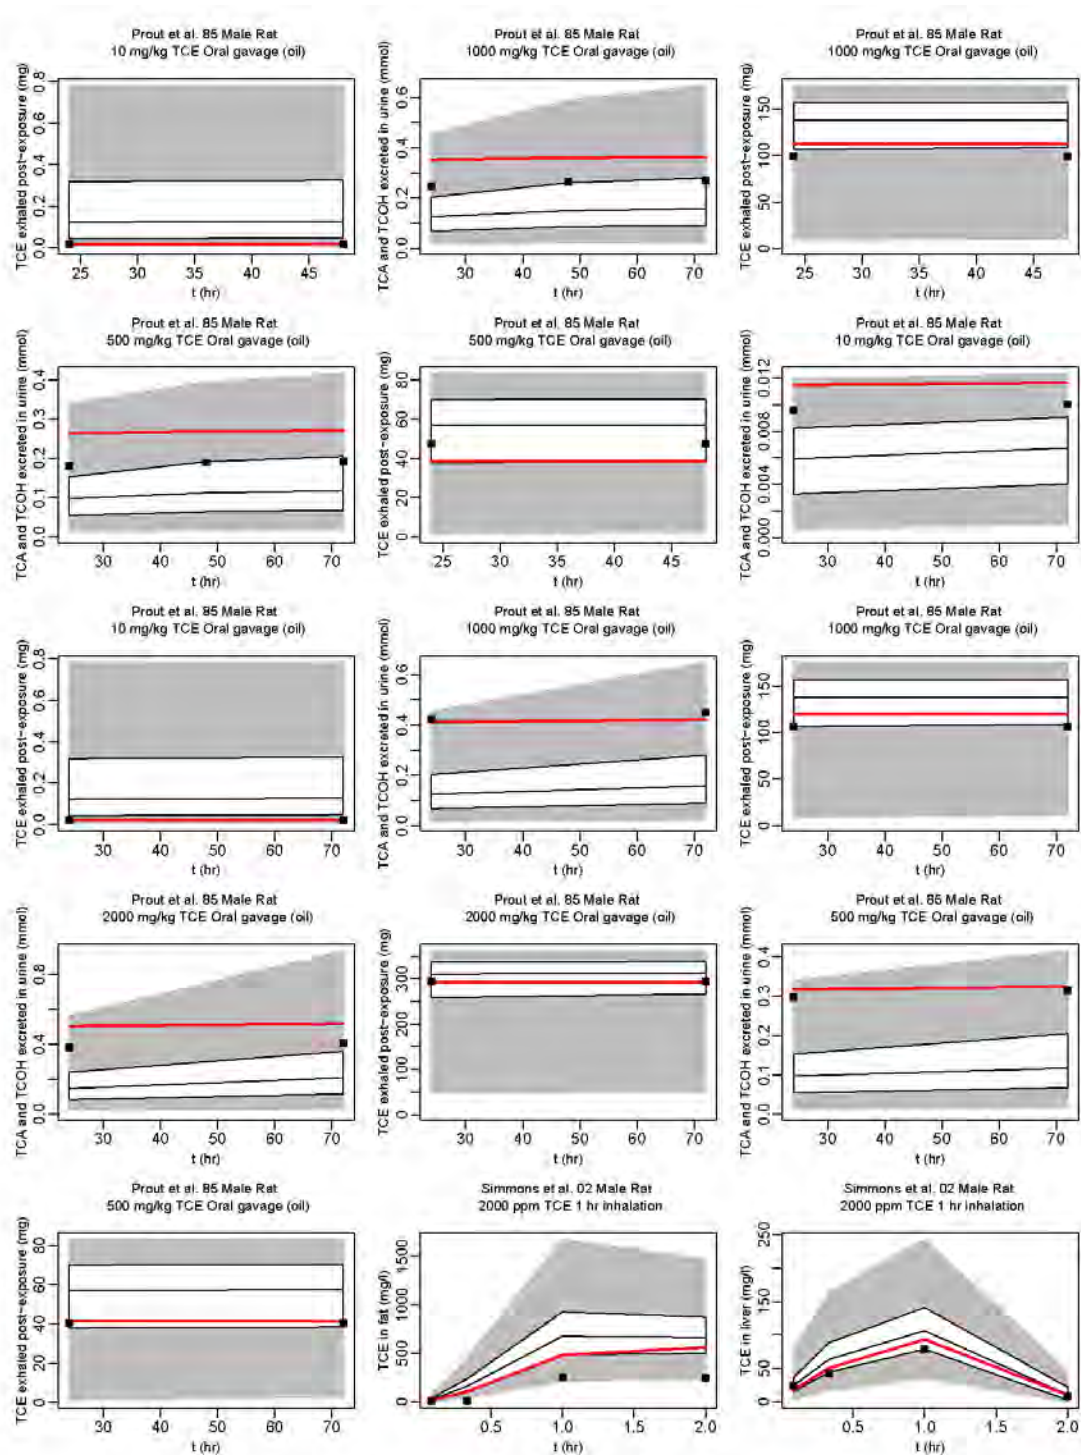 Prout et al. 85 Male Rat
10 mg/kg TCE Oral gavage (oil)
TCE exhaled post-exposure (mg)
0.0 0.2 0.4 0.6 0.8
25 30 35 40 45
t (hr)
Prout et al. 85 Male Rat
1000 mg/kg TCE Oral gavage (oil)
TCA and TCOH excreted in urine (mmol)
0.0 0.2 0.4 0.6
30 40 50 60 70
t (hr)
Prout et al. 85 Male Rat
1000 mg/kg TCE Oral gavage (oil)
TCE exhaled post-exposure (mg)
0 50 100 150
25 30 35 40 45
t (hr)
Prout et al. 85 Male Rat
500 mg/kg TCE Oral gavage (oil)
TCA and TCOH excreted in urine (mmol)
0.0 0.1 0.2 0.3 0.4
30 40 50 60 70
t (hr)
Prout et al. 85 Male Rat
500 mg/kg TCE Oral gavage (oil)
TCE exhaled post-exposure (mg)
0 20 40 60 80
25 30 35 40 45
t (hr)
Prout et al. 85 Male Rat
10 mg/kg TCE Oral gavage (oil)
TCA and TCOH excreted in urine (mmol)
0.000 0.004 0.008 0.012
30 40 50 60 70
t (hr)
Prout et al. 85 Male Rat
10 mg/kg TCE Oral gavage (oil)
TCE exhaled post-exposure (mg)
0.0 0.2 0.4 0.6 0.8
30 40 50 60 70
t (hr)
Prout et al. 85 Male Rat
1000 mg/kg TCE Oral gavage (oil)
TCA and TCOH excreted in urine (mmol)
0.0 0.2 0.4 0.6
30 40 50 60 70
t (hr)
Prout et al. 85 Male Rat
1000 mg/kg TCE Oral gavage (oil)
TCE exhaled post-exposure (mg)
0 50 100 150
30 40 50 60 70
t (hr)
Prout et al. 85 Male Rat
2000 mg/kg TCE Oral gavage (oil)
TCA and TCOH excreted in urine (mmol)
0.0 0.4 0.8
30 40 50 60 70
t (hr)
Prout et al. 85 Male Rat
2000 mg/kg TCE Oral gavage (oil)
TCE exhaled post-exposure (mg)
0 50 100 200 300
30 40 50 60 70
t (hr)
Prout et al. 85 Male Rat
500 mg/kg TCE Oral gavage (oil)
TCA and TCOH excreted in urine (mmol)
0.0 0.1 0.2 0.3 0.4
30 40 50 60 70
t (hr)
Prout et al. 85 Male Rat
500 mg/kg TCE Oral gavage (oil)
TCE exhaled post-exposure (mg)
0 20 40 60 80
30 40 50 60 70
t (hr)
Simmons et al. 02 Male Rat
2000 ppm TCE 1 hr inhalation
TCE in fat (mg/l)
0 500 1000 1500
0.5 1.0 1.5 2.0
t (hr)
Simmons et al. 02 Male Rat
2000 ppm TCE 1 hr inhalation
TCE in liver (mg/l)
0 50 150 250
0.5 1.0 1.5 2.0
t (hr)